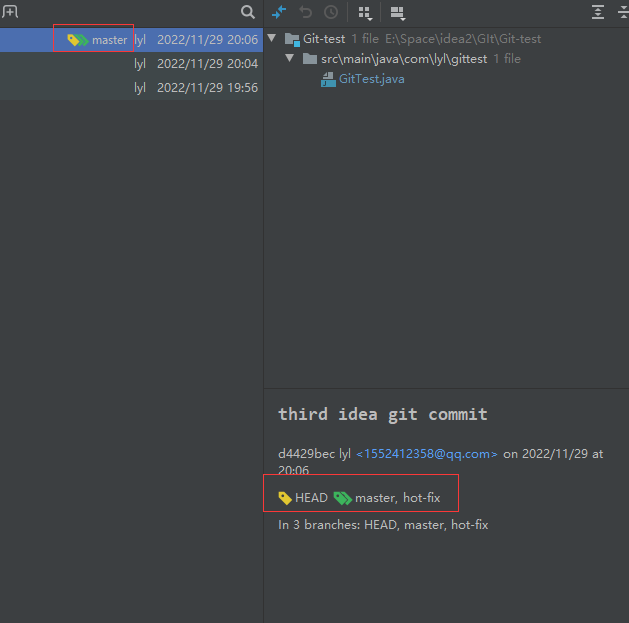 master lyl 2022/11/29 20:06
lyl 2022/11/29 20:04
lyl 2022/11/29 19:56
Git-test 1 file E:\Space\idea2\GIt\Git-test
src\main\java\com\lyl\gittest 1 file
GitTest.java
third idea git commit
d4429bec lyl <1552412358@qq.com> on 2022/11/29 at
20:06
HEAD master, hot-fix
In 3 branches: HEAD, master, hot-fix